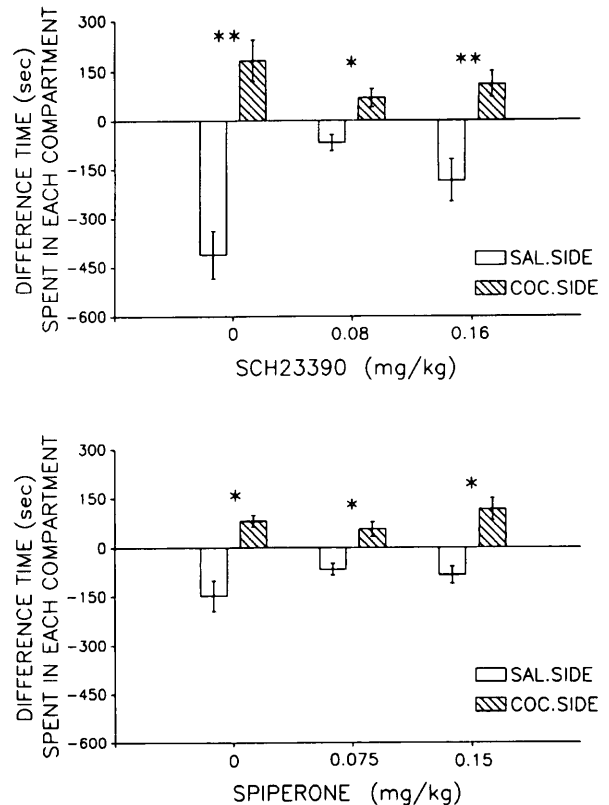 DIFFERENCE TIME (sec)
SPENT IN EACH COMPARTMENT
300
150
0
-150
-300
-450
-600
**
*
**
SAL.SIDE
COC.SIDE
0 0.08 0.16
SCH23390 (mg/kg)
DIFFERENCE TIME (sec)
SPENT IN EACH COMPARTMENT
300
150
0
-150
-300
-450
-600
*
*
*
SAL.SIDE
COC.SIDE
0 0.075 0.15
SPIPERONE (mg/kg)